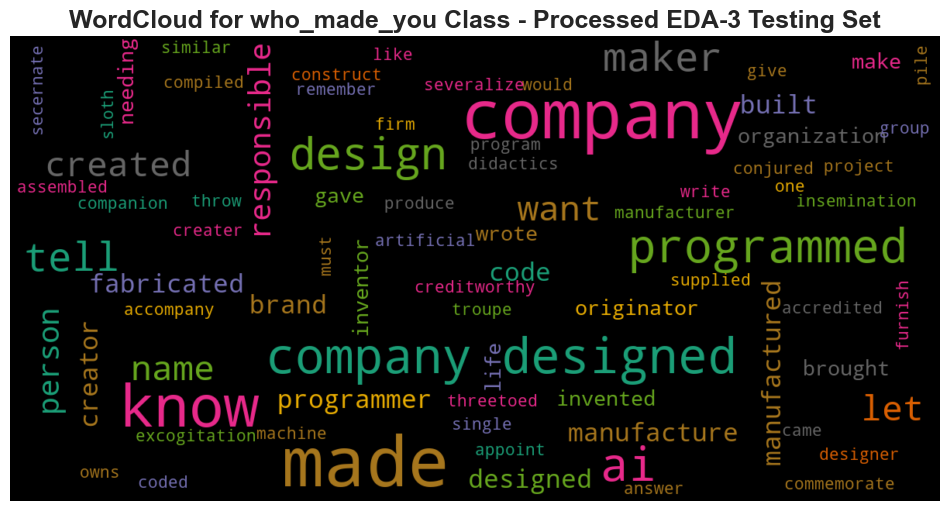 WordCloud for who_made_you Class - Processed EDA-3 Testing Set
secernate
sloth
needing
similar
compiled
responsible
construct
remember
like
severalize
would
maker
give
make
pile
company
built
organization
group
firm
design
program
didactics
created
assembled
companion
throw
creater
gave
produce
conjured
project
one
write
insemination
want
manufacturer
wrote
artificial
must
inventor
programmed
tell
fabricated
accompany
brand
code
creditworthy
troupe
supplied
originator
manufactured
accredited
furnish
person
creator
name
company designed
life
brought
know
programmer
threetoed
invented
let
excogitation
machine
single
manufacture
came
designer
made
appoint
ai
owns
coded
designed
answer
commemorate